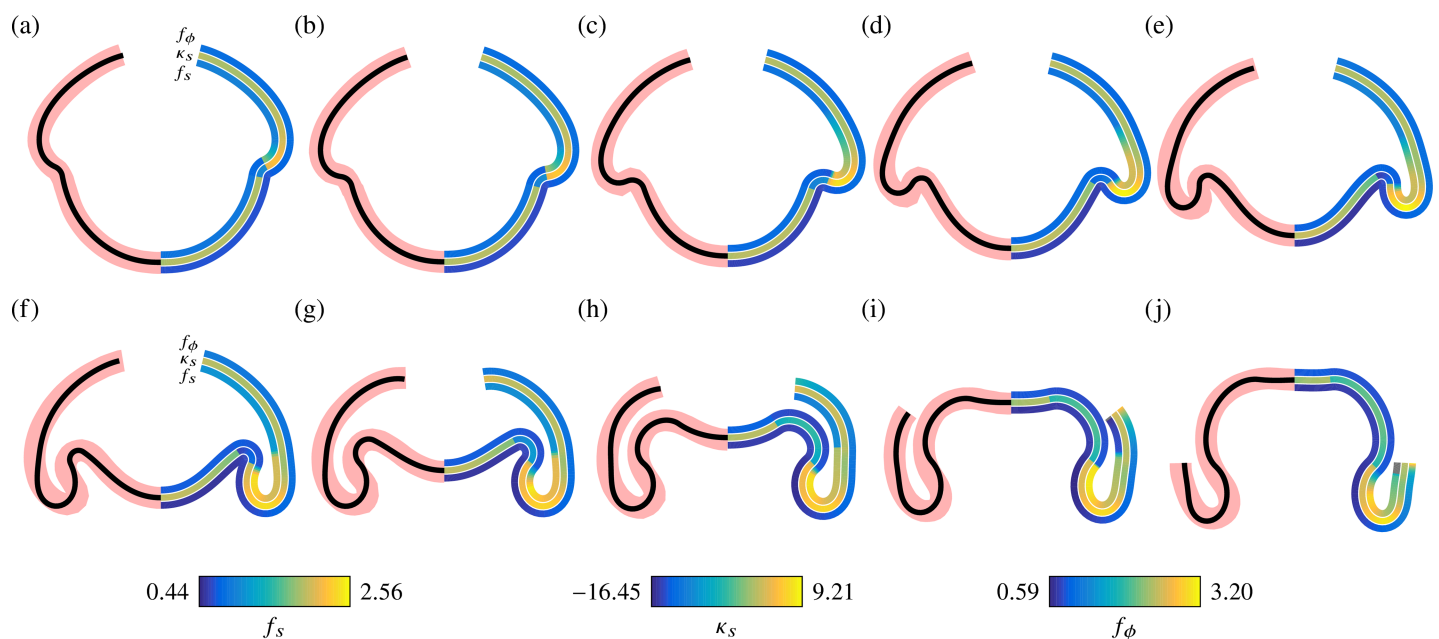 (a) (b) (c) (d) (e)
f_ϕ
κ_s
f_s
(f) (g) (h) (i) (j)
f_ϕ
κ_s
f_s
0.44 2.56 −16.45 9.21 0.59 3.20
f_s κ_s f_ϕ